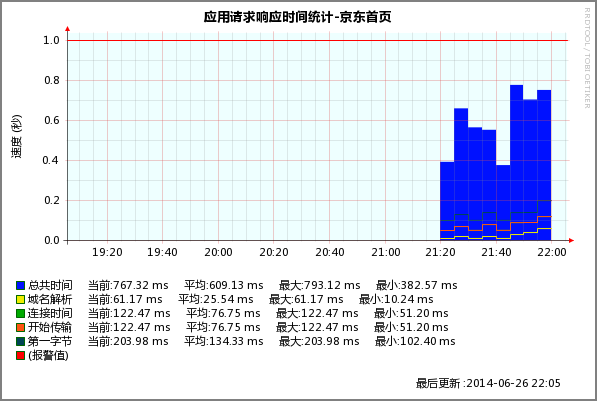 应用请求响应时间统计-京东首页
RRDTOOL / TOBI OETIKER
速度 (秒)
1.0
0.8
0.6
0.4
0.2
0.0
19:20 19:40 20:00 20:20 20:40 21:00 21:20 21:40 22:00
总共时间 当前:767.32 ms 平均:609.13 ms 最大:793.12 ms 最小:382.57 ms
域名解析 当前:61.17 ms 平均:25.54 ms 最大:61.17 ms 最小:10.24 ms
连接时间 当前:122.47 ms 平均:76.75 ms 最大:122.47 ms 最小:51.20 ms
开始传输 当前:122.47 ms 平均:76.75 ms 最大:122.47 ms 最小:51.20 ms
第一字节 当前:203.98 ms 平均:134.33 ms 最大:203.98 ms 最小:102.40 ms
(报警值)
最后更新 :2014-06-26 22:05